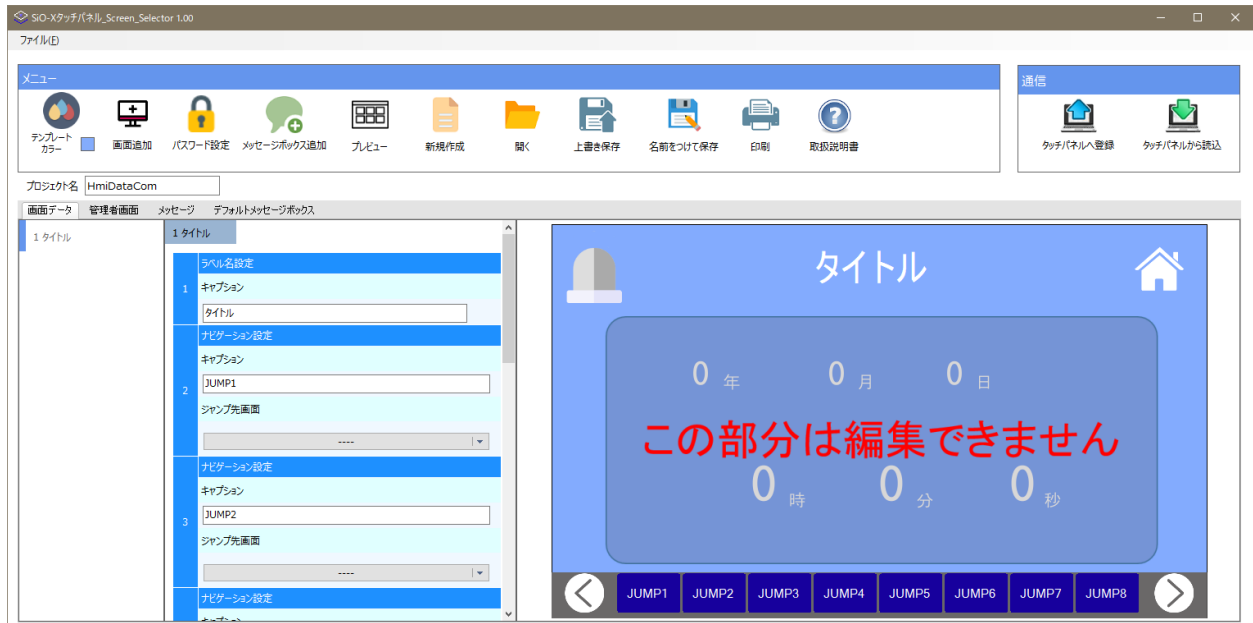 SiO-Xタッチパネル_Screen_Selector 1.00
ファイル(F)
メニュー
テンプレート
カラー
画面追加
パスワード設定
メッセージボックス追加
プレビュー
新規作成
開く
上書き保存
名前をつけて保存
印刷
取扱説明書
通信
タッチパネルへ登録
タッチパネルから読込
プロジェクト名 HmiDataCom
画面データ 管理者画面 メッセージ デフォルトメッセージボックス
1 タイトル
1 タイトル
1
ラベル名設定
キャプション
タイトル
2
ナビゲーション設定
キャプション
JUMP1
ジャンプ先画面
----
3
ナビゲーション設定
キャプション
JUMP2
ジャンプ先画面
----
ナビゲーション設定
キャプション
タイトル
0 年 0 月 0 日
この部分は編集できません
0 時 0 分 0 秒
JUMP1 JUMP2 JUMP3 JUMP4 JUMP5 JUMP6 JUMP7 JUMP8